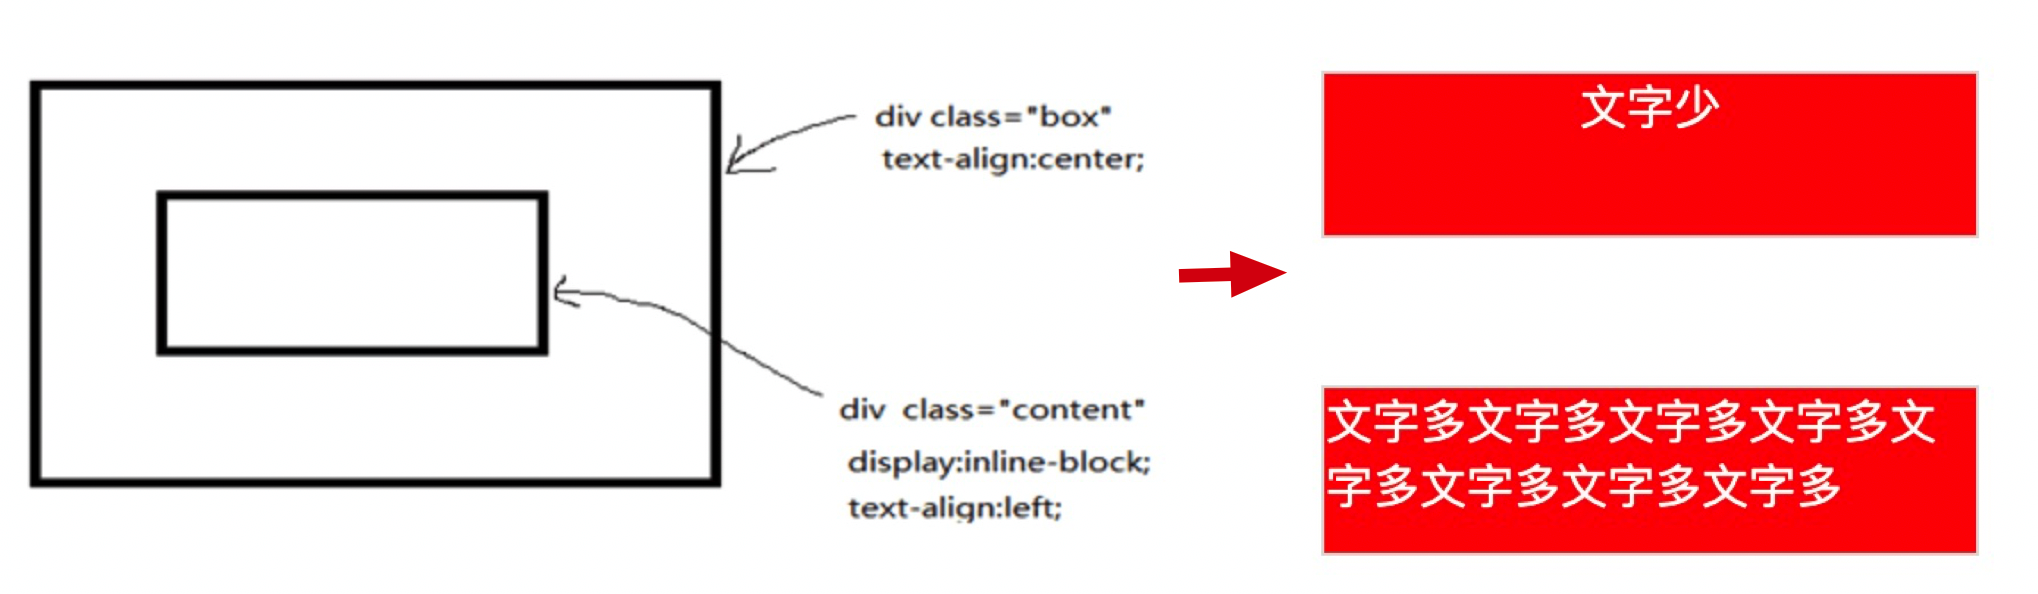 div class="box"
text-align:center;
div class="content"
display:inline-block;
text-align:left;
文字少
文字多文字多文字多文字多文
字多文字多文字多文字多